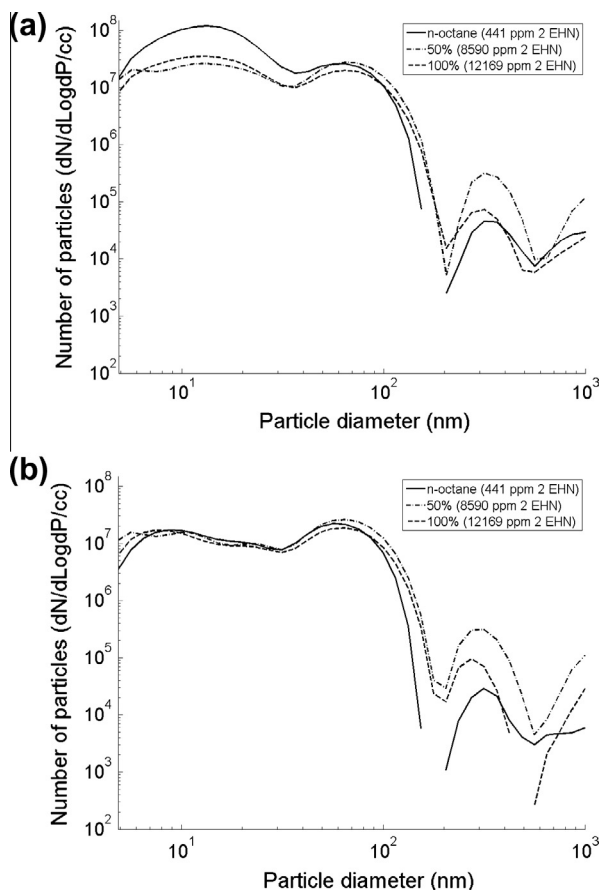 (a)
10^8
10^7
10^6
10^5
10^4
10^3
10^2
Number of particles (dN/dLogdP/cc)
n-octane (441 ppm 2 EHN)
50% (8590 ppm 2 EHN)
100% (12169 ppm 2 EHN)
10^1
10^2
10^3
Particle diameter (nm)
(b)
10^8
10^7
10^6
10^5
10^4
10^3
10^2
Number of particles (dN/dLogdP/cc)
n-octane (441 ppm 2 EHN)
50% (8590 ppm 2 EHN)
100% (12169 ppm 2 EHN)
10^1
10^2
10^3
Particle diameter (nm)